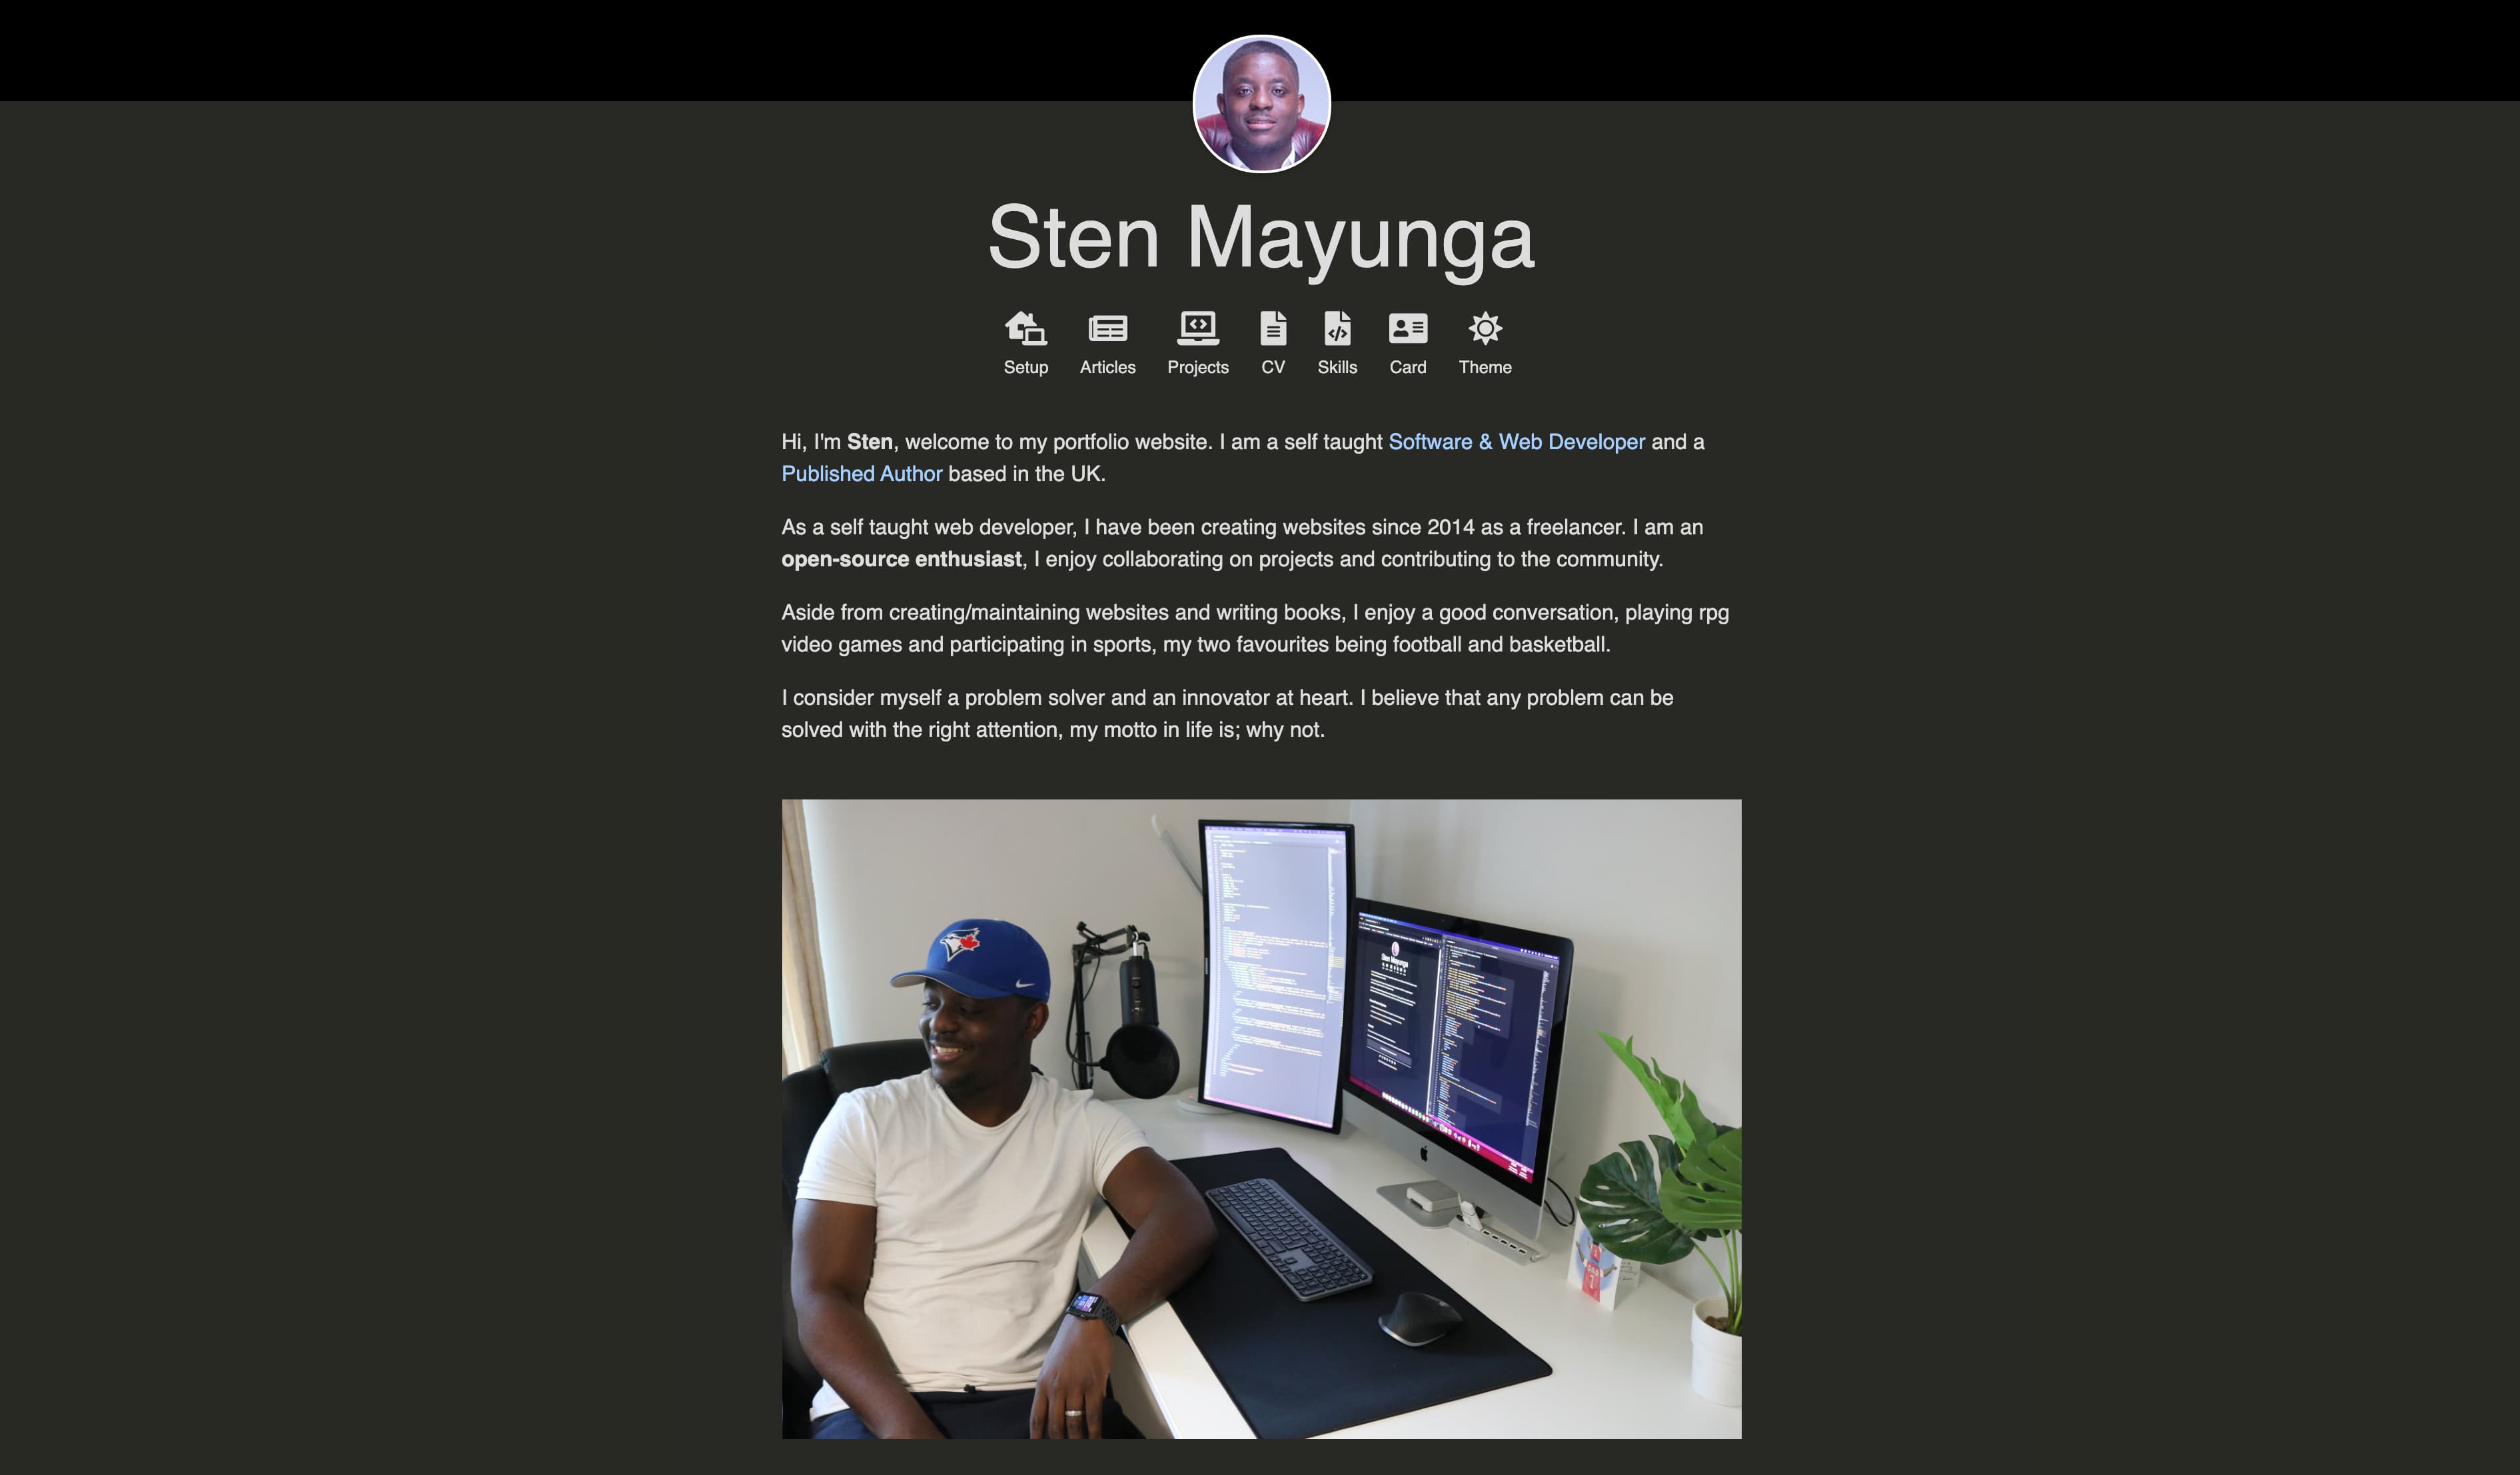 Sten Mayunga
Setup Articles Projects CV Skills Card Theme
Hi, I'm Sten, welcome to my portfolio website. I am a self taught Software & Web Developer and a
Published Author based in the UK.
As a self taught web developer, I have been creating websites since 2014 as a freelancer. I am an
open-source enthusiast, I enjoy collaborating on projects and contributing to the community.
Aside from creating/maintaining websites and writing books, I enjoy a good conversation, playing rpg
video games and participating in sports, my two favourites being football and basketball.
I consider myself a problem solver and an innovator at heart. I believe that any problem can be
solved with the right attention, my motto in life is; why not.
Sten Mayunga